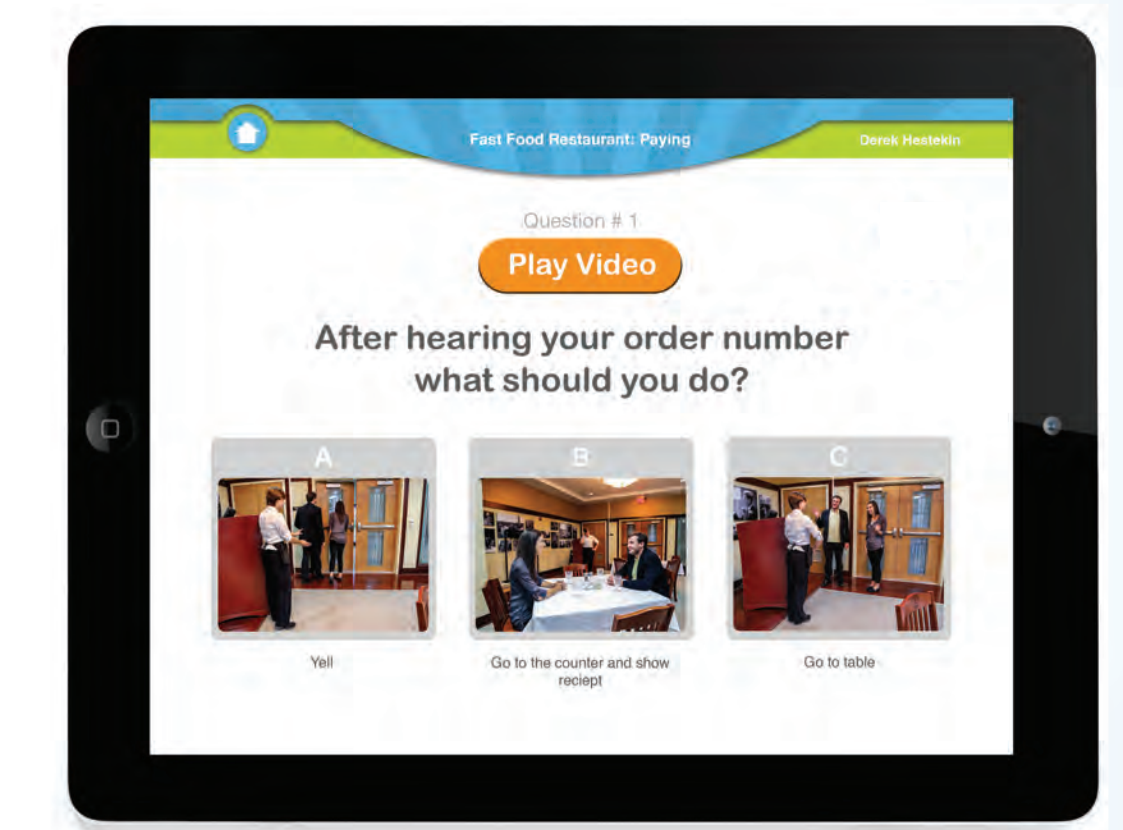 Fast Food Restaurant: Paying
Derek Hestekin
Question # 1
Play Video
After hearing your order number
what should you do?
A
B
C
Yell
Go to the counter and show
reciept
Go to table